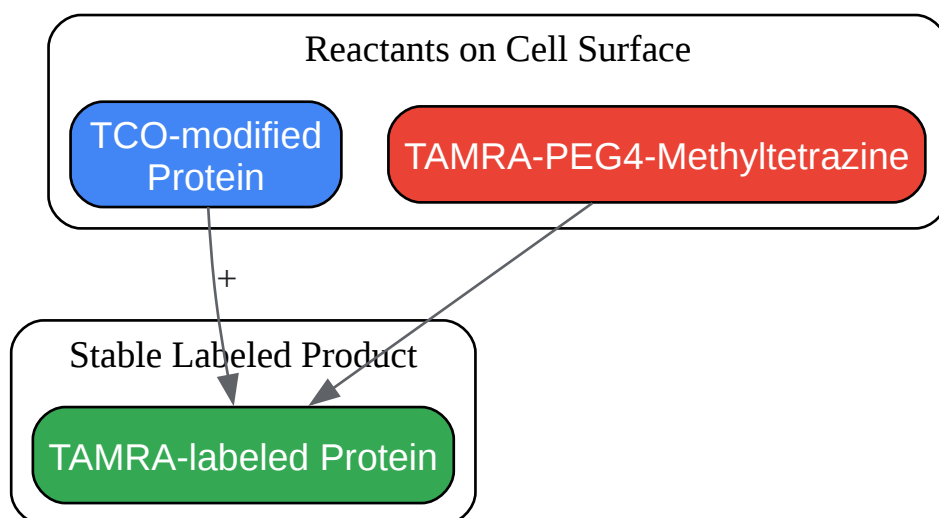 Reactants on Cell Surface
TCO-modified
Protein
TAMRA-PEG4-Methyltetrazine
+
Stable Labeled Product
TAMRA-labeled Protein